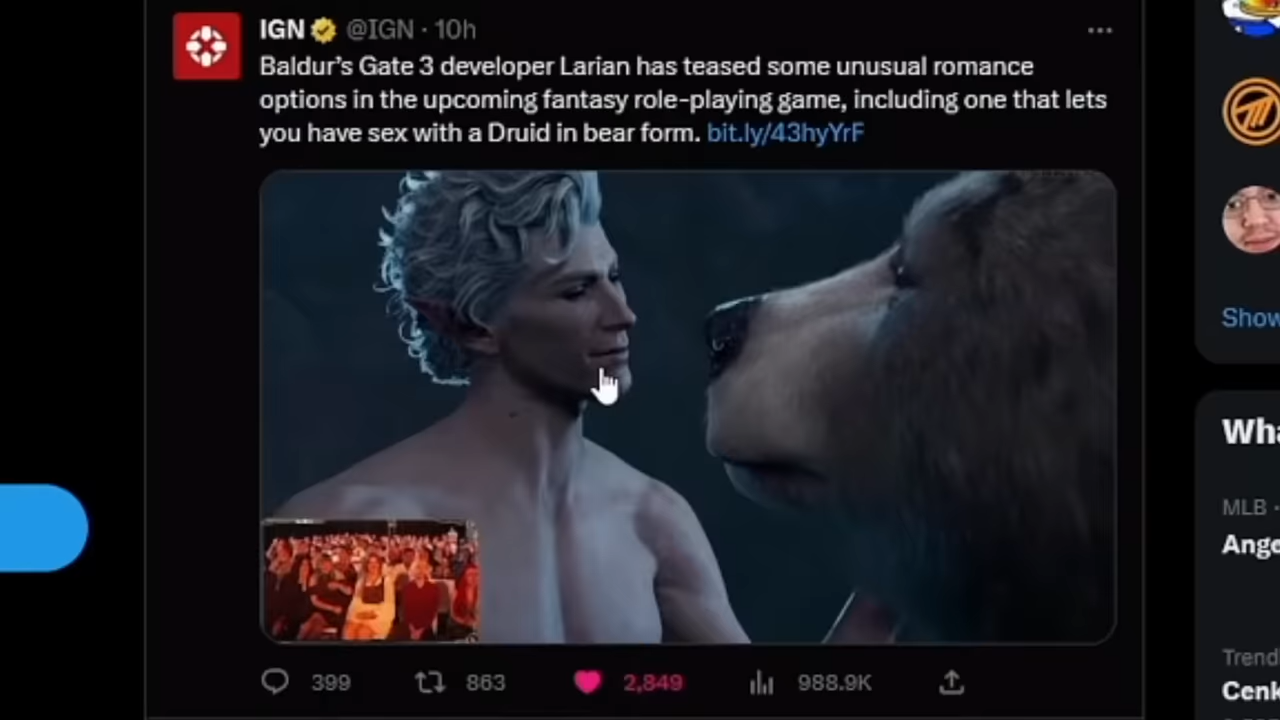 IGN @IGN · 10h
Baldur's Gate 3 developer Larian has teased some unusual romance
options in the upcoming fantasy role-playing game, including one that lets
you have sex with a Druid in bear form. bit.ly/43hyYrF
399 863 2,849 988.9K
Show
Wha
MLB ·
Ange
Trend
Cenk